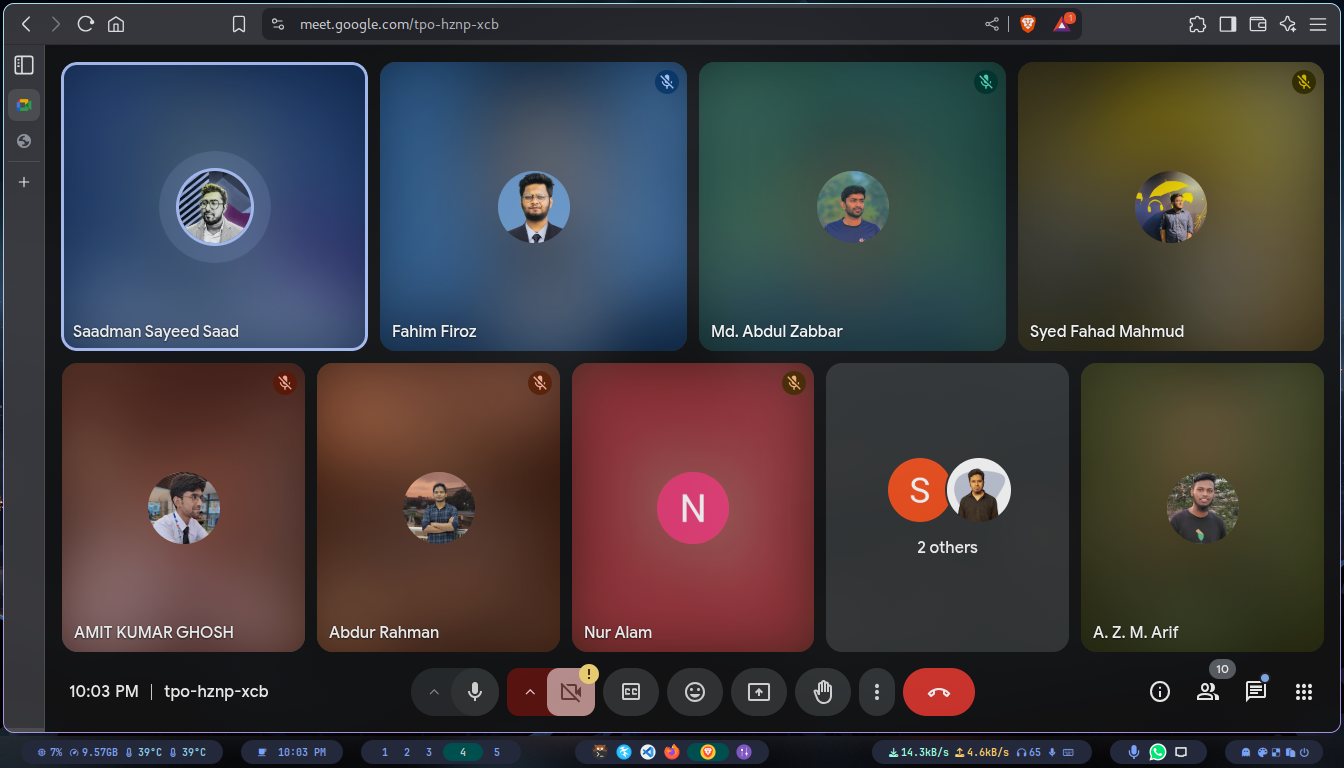 meet.google.com/tpo-hznp-xcb
1
Saadman Sayeed Saad
Fahim Firoz
Md. Abdul Zabbar
Syed Fahad Mahmud
AMIT KUMAR GHOSH
Abdur Rahman
N
Nur Alam
S
2 others
A. Z. M. Arif
10:03 PM | tpo-hznp-xcb
CC
!
10
7% 9.57GB 39°C 39°C
10:03 PM
1 2 3 4 5
14.3kB/s 4.6kB/s 65